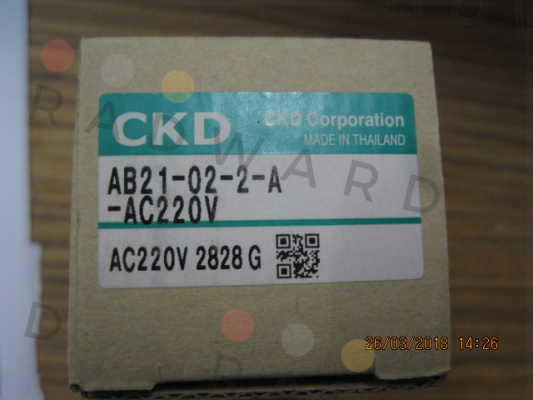 CKD
CKD Corporation
MADE IN THAILAND
AB21-02-2-A
-AC220V
AC220V 2828 G
26/03/2018 14:26